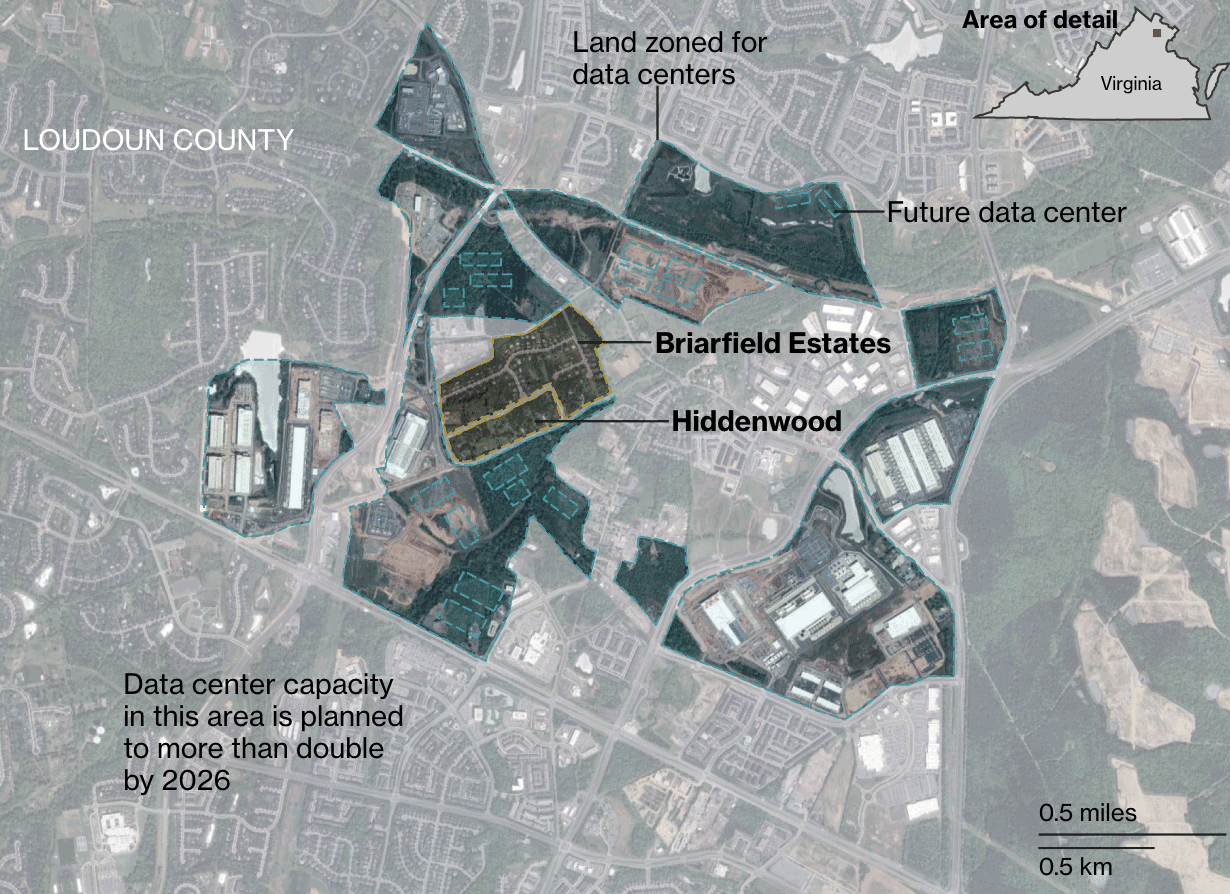 Area of detail
Virginia
Land zoned for
data centers
LOUDOUN COUNTY
Future data center
Briarfield Estates
Hiddenwood
Data center capacity
in this area is planned
to more than double
by 2026
0.5 miles
0.5 km